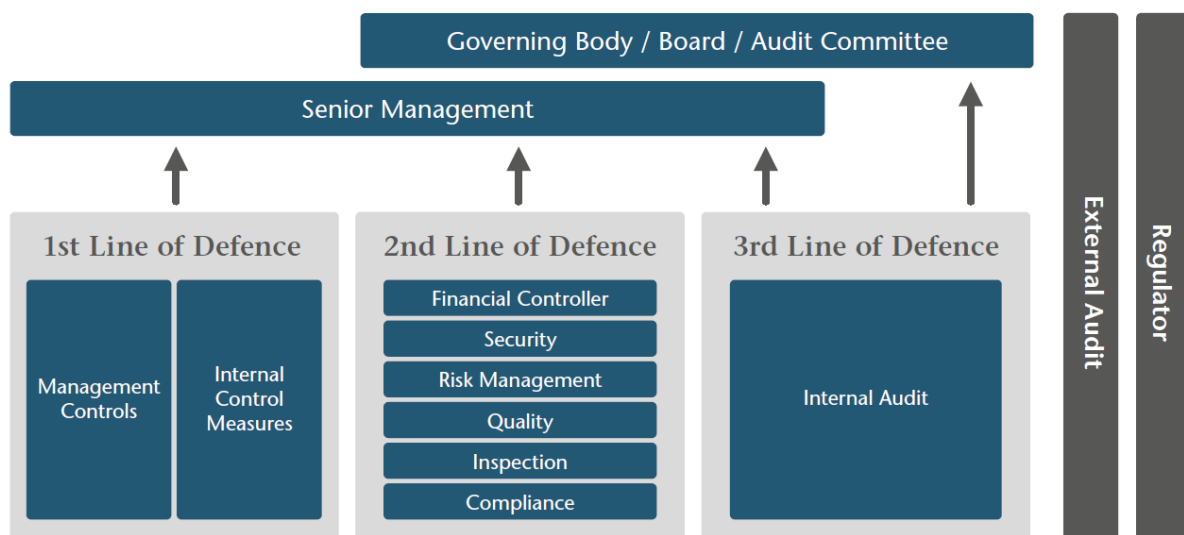 Governing Body / Board / Audit Committee
Senior Management
1st Line of Defence
Management
Controls
Internal
Control
Measures
2nd Line of Defence
Financial Controller
Security
Risk Management
Quality
Inspection
Compliance
3rd Line of Defence
Internal Audit
External Audit
Regulator